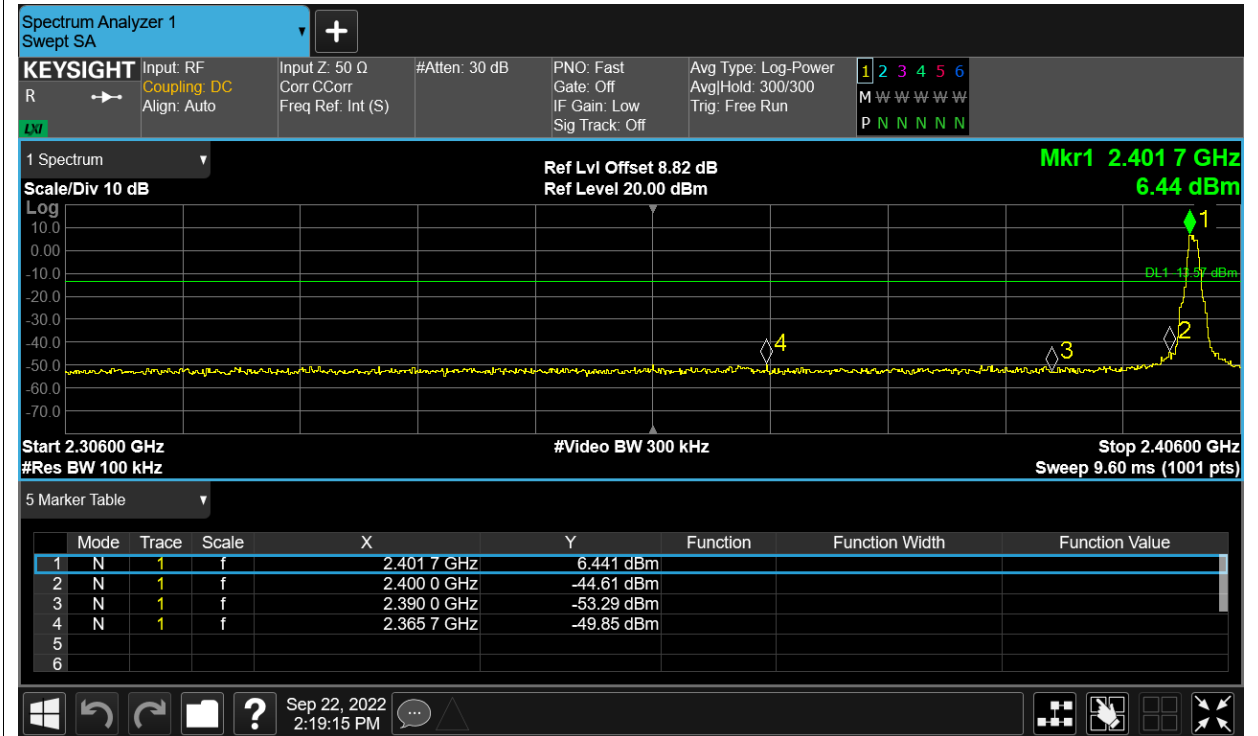 Spectrum Analyzer 1
Swept SA
KEYSIGHT
R
LXI
Input: RF
Coupling: DC
Align: Auto
Input Z: 50 Ω
Corr CCorr
Freq Ref: Int (S)
#Atten: 30 dB
PNO: Fast
Gate: Off
IF Gain: Low
Sig Track: Off
Avg Type: Log-Power
Avg|Hold: 300/300
Trig: Free Run
1 2 3 4 5 6
M W W W W W
P N N N N N
1 Spectrum
Scale/Div 10 dB
Ref Lvl Offset 8.82 dB
Ref Level 20.00 dBm
Mkr1 2.401 7 GHz
6.44 dBm
Log
10.0
0.00
-10.0
-20.0
-30.0
-40.0
-50.0
-60.0
-70.0
1
DL1 -13.57 dBm
2
3
4
Start 2.30600 GHz
#Video BW 300 kHz
Stop 2.40600 GHz
#Res BW 100 kHz
Sweep 9.60 ms (1001 pts)
5 Marker Table
Mode Trace Scale X Y Function Function Width Function Value
1 N 1 f 2.401 7 GHz 6.441 dBm
2 N 1 f 2.400 0 GHz -44.61 dBm
3 N 1 f 2.390 0 GHz -53.29 dBm
4 N 1 f 2.365 7 GHz -49.85 dBm
5
6
?
Sep 22, 2022
2:19:15 PM